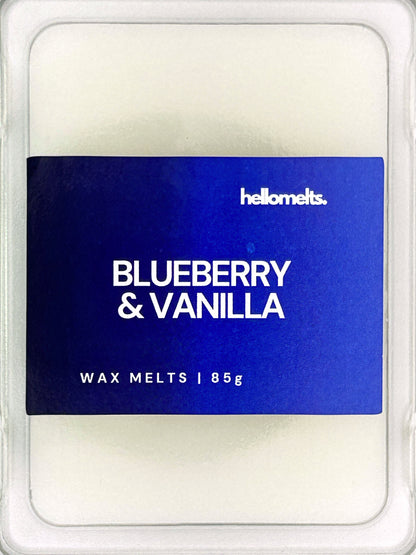 hellomelts.
BLUEBERRY
& VANILLA
WAX MELTS | 85g